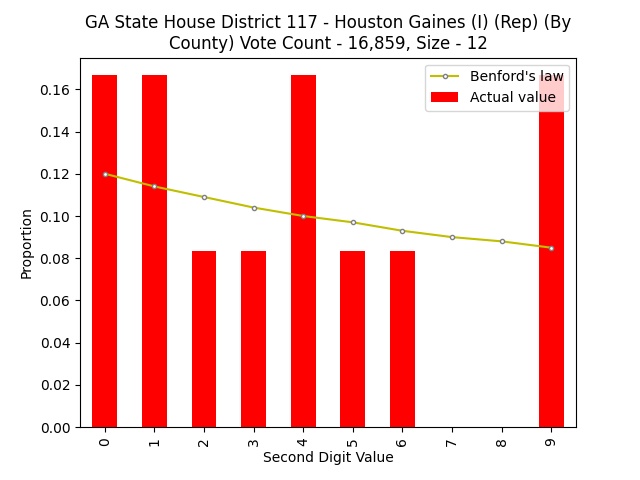 GA State House District 117 - Houston Gaines (I) (Rep) (By
County) Vote Count - 16,859, Size - 12
Benford's law
Actual value
0.16
0.14
0.12
0.10
0.08
0.06
0.04
0.02
0.00
Proportion
0 1 2 3 4 5 6 7 8 9
Second Digit Value